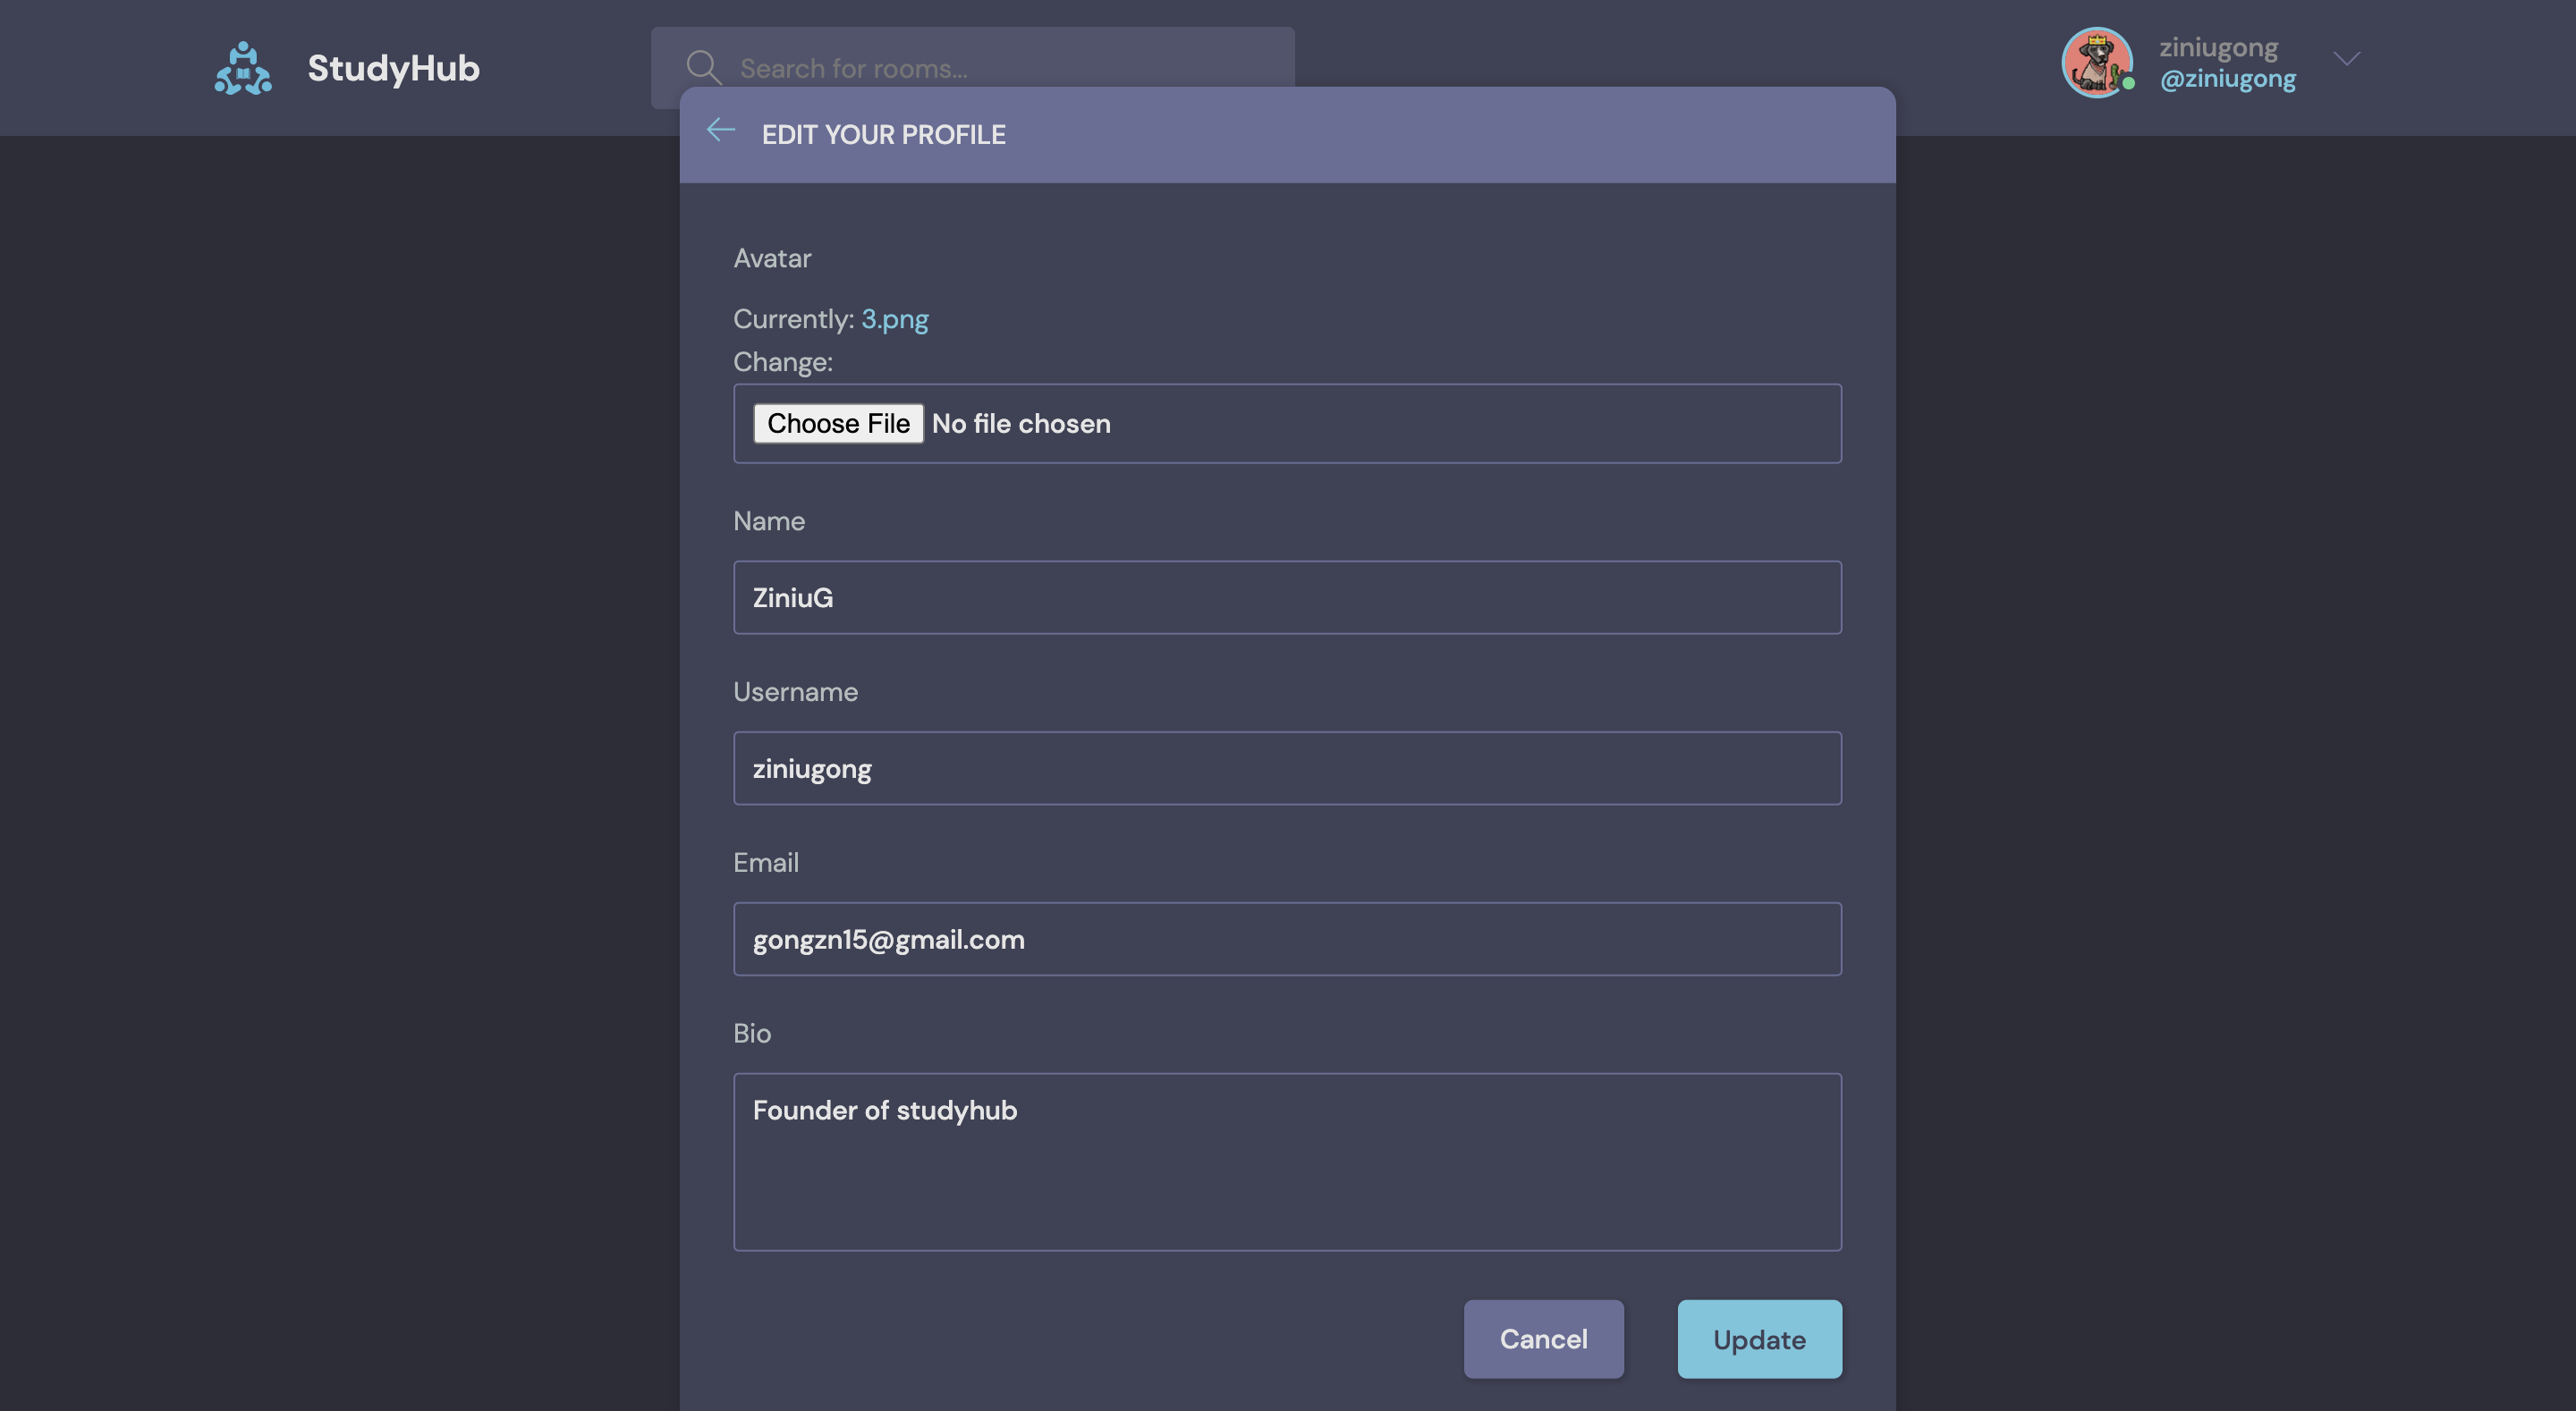 StudyHub
Search for rooms...
ziniugong
@ziniugong
EDIT YOUR PROFILE
Avatar
Currently: 3.png
Change:
Choose File No file chosen
Name
ZiniuG
Username
ziniugong
Email
gongzn15@gmail.com
Bio
Founder of studyhub
Cancel
Update